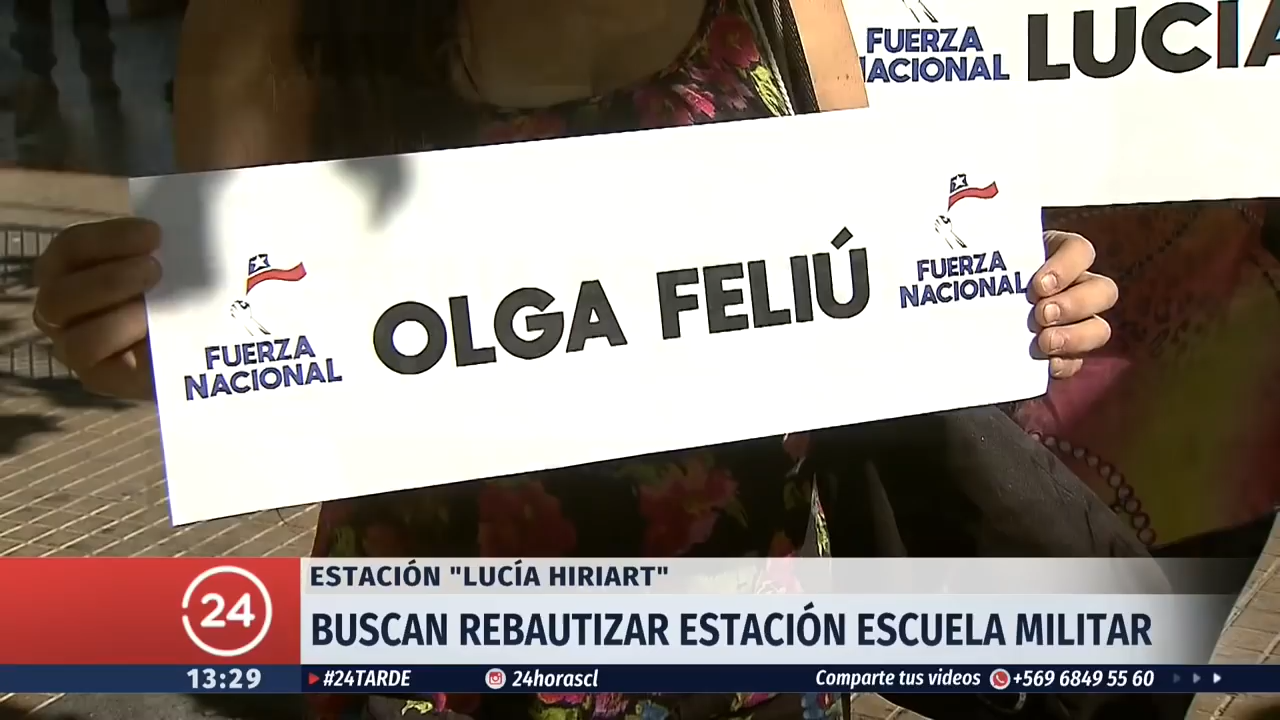 FUERZA
NACIONAL
LUCÍA
FUERZA
NACIONAL
OLGA FELIÚ
FUERZA
NACIONAL
24
ESTACIÓN "LUCÍA HIRIART"
BUSCAN REBAUTIZAR ESTACIÓN ESCUELA MILITAR
13:29
#24TARDE
24horascl
Comparte tus videos
+569 6849 55 60